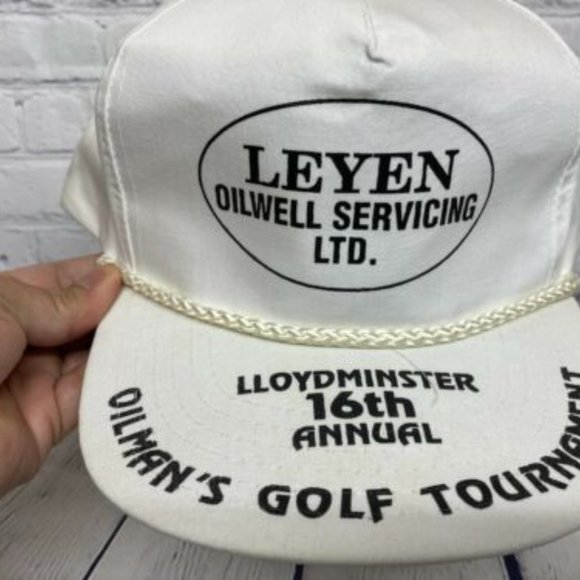 LEYEN
OILWELL SERVICING
LTD.
LLOYDMINSTER
16th
ANNUAL
OILMAN'S GOLF TOURNAMENT